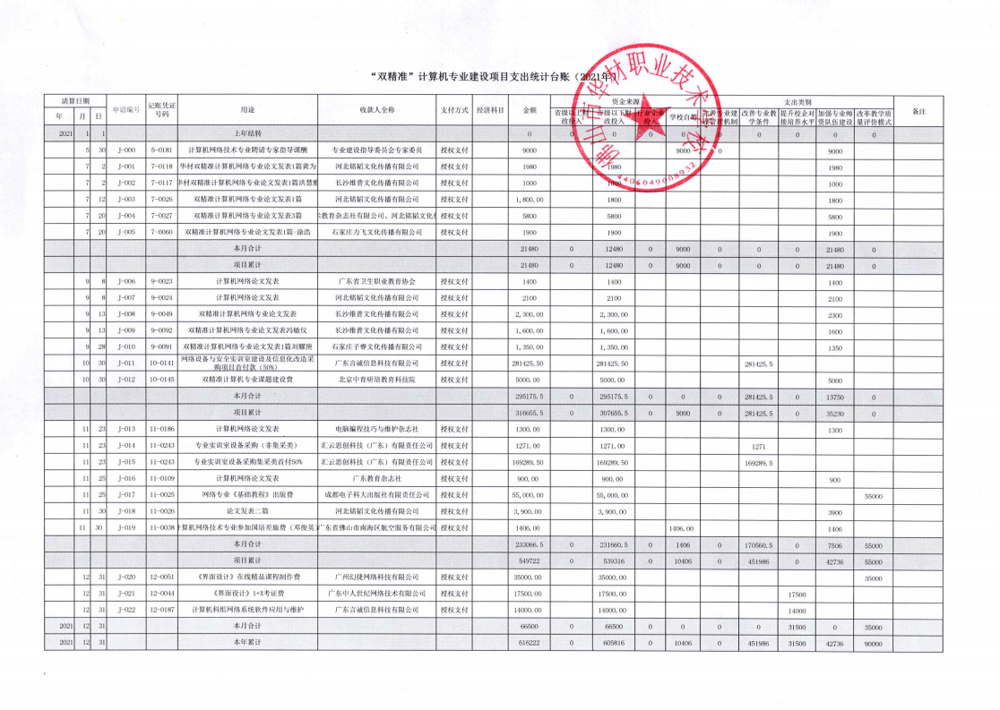 “双精准”计算机专业建设项目支出统计台账（2021年）
清算日期 申请编号 记账凭证号码 用途 收款人全称 支付方式 经济科目 金额 资金来源 支出类别 备注
年 月 日 省级以上财政投入 市级以下财政投入 行业企业投入 学校自筹 完善专业建设管理机制 改善专业教学条件 提升校企对接培养水平 加强专业师资队伍建设 改革教学质量评价模式
2021 1 1 上年结转 0 0 0 0 0 0 0 0 0 0
5 30 J-000 5-0181 计算机网络技术专业聘请专家指导课酬 专业建设指导委员会专家委员 授权支付 9000 9000 0 9000
7 2 J-001 7-0118 华材双精准计算机网络专业论文发表1篇黄为 河北铭韬文化传播有限公司 授权支付 1980 1980 1980
7 2 J-002 7-0117 华材双精准计算机网络专业论文发表1篇洪慧雅 长沙维普文化传播有限公司 授权支付 1000 1000 1000
7 12 J-003 7-0026 双精准计算机网络专业论文发表1篇 河北铭韬文化传播有限公司 授权支付 1,800.00 1800 1800
7 20 J-004 7-0027 双精准计算机网络专业论文发表3篇 教育杂志社有限公司、河北铭韬文化传 授权支付 5800 5800 5800
7 20 J-005 7-0060 双精准计算机网络专业论文发表1篇-涂浩 石家庄力飞文化传播有限公司 授权支付 1900 1900 1900
本月合计 21480 0 12480 0 9000 0 0 0 21480 0
项目累计 21480 0 12480 0 9000 0 0 0 21480 0
9 8 J-006 9-0023 计算机网络论文发表 广东省卫生职业教育协会 授权支付 1400 1400 1400
9 8 J-007 9-0024 计算机网络论文发表 河北铭韬文化传播有限公司 授权支付 2100 2100 2100
9 13 J-008 9-0049 双精准计算机网络专业论文发表 长沙维普文化传播有限公司 授权支付 2,300.00 2,300.00 2300
9 13 J-009 9-0092 双精准计算机网络专业论文发表冯敏仪 长沙维普文化传播有限公司 授权支付 1,600.00 1,600.00 1600
9 28 J-010 9-0091 双精准计算机网络专业论文发表1篇刘耀庚 石家庄子睿文化传播有限公司 授权支付 1,350.00 1,350.00 1350
10 30 J-011 10-0141 网络设备与安全实训室建设及信息化改造采购项目首付款（50%） 广东言诚信息科技有限公司 授权支付 281425.50 281425.50 281425.5
10 30 J-012 10-0145 双精准计算机专业课题建设费 北京中育研培教育科技院 授权支付 5000.00 5000.00 5000
本月合计 295175.5 0 295175.5 0 0 0 281425.5 0 13750 0
项目累计 316655.5 0 307655.5 0 9000 0 281425.5 0 35230 0
11 23 J-013 11-0186 计算机网络论文发表 电脑编程技巧与维护杂志社 授权支付 1300.00 1300.00 1300
11 23 J-014 11-0243 专业实训室设备采购（非集采类） 汇云思创科技（广东）有限责任公司 授权支付 1271.00 1271.00 1271
11 23 J-015 11-0243 专业实训室设备采购集采类首付50% 汇云思创科技（广东）有限责任公司 授权支付 169289.50 169289.50 169289.5
11 25 J-016 11-0109 计算机网络论文发表 广东教育杂志社 授权支付 900.00 900.00 900
11 25 J-017 11-0025 网络专业《基础教程》出版费 成都电子科大出版社有限责任公司 授权支付 55,000.00 55,000.00 55000
11 30 J-018 11-0026 论文发表二篇 河北铭韬文化传播有限公司 授权支付 3,900.00 3,900.00 3900
11 30 J-019 11-0038 计算机网络技术专业参加国培差旅费（邓俊英） 广东省佛山市南海区航空服务有限公司 授权支付 1406.00 1406.00 1406
本月合计 233066.5 0 231660.5 0 1406 0 170560.5 0 7506 55000
项目累计 549722 0 539316 0 10406 0 451986 0 42736 55000
12 31 J-020 12-0051 《界面设计》在线精品课程制作费 广州幻捷网络科技有限公司 授权支付 35000.00 35000.00 35000
12 31 J-021 12-0044 《界面设计》1+X考证费 广东中人世纪网络技术有限公司 授权支付 17500.00 17500.00 17500
12 31 J-022 12-0187 计算机科组网络系统软件应用与维护 广东言诚信息科技有限公司 授权支付 14000.00 14000.00 14000
2021 12 31 本月合计 66500 0 66500 0 0 0 0 31500 0 35000
2021 12 31 本年累计 616222 0 605816 0 10406 0 451986 31500 42736 90000
佛山市华材职业技术学校
4406049008932